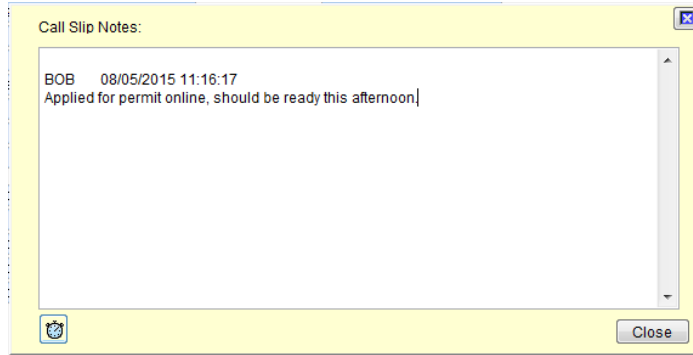 Call Slip Notes:
BOB 08/05/2015 11:16:17
Applied for permit online, should be ready this afternoon.
Close